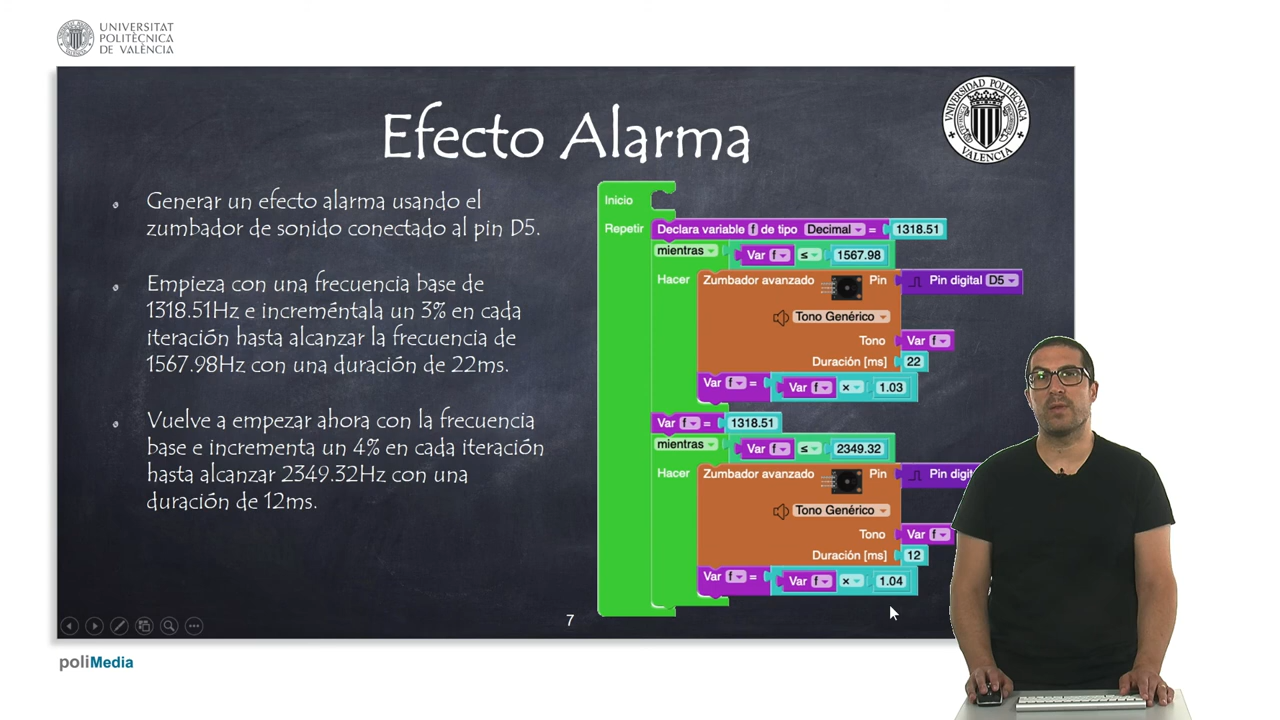 UNIVERSITAT
POLITÈCNICA
DE VALÈNCIA
Efecto Alarma
UNIVERSIDAD POLITECNICA
VALENCIA
Generar un efecto alarma usando el
zumbador de sonido conectado al pin D5.
Empieza con una frecuencia base de
1318.51Hz e increméntala un 3% en cada
iteración hasta alcanzar la frecuencia de
1567.98Hz con una duración de 22ms.
Vuelve a empezar ahora con la frecuencia
base e incrementa un 4% en cada iteración
hasta alcanzar 2349.32Hz con una
duración de 12ms.
Inicio
Repetir
Declara variable f de tipo Decimal = 1318.51
mientras Var f ≤ 1567.98
Hacer Zumbador avanzado Pin Pin digital D5
Tono Genérico
Tono Var f
Duración [ms] 22
Var f = Var f × 1.03
Var f = 1318.51
mientras Var f ≤ 2349.32
Hacer Zumbador avanzado Pin Pin digit
Tono Genérico
Tono Var f
Duración [ms] 12
Var f = Var f × 1.04
7
poliMedia